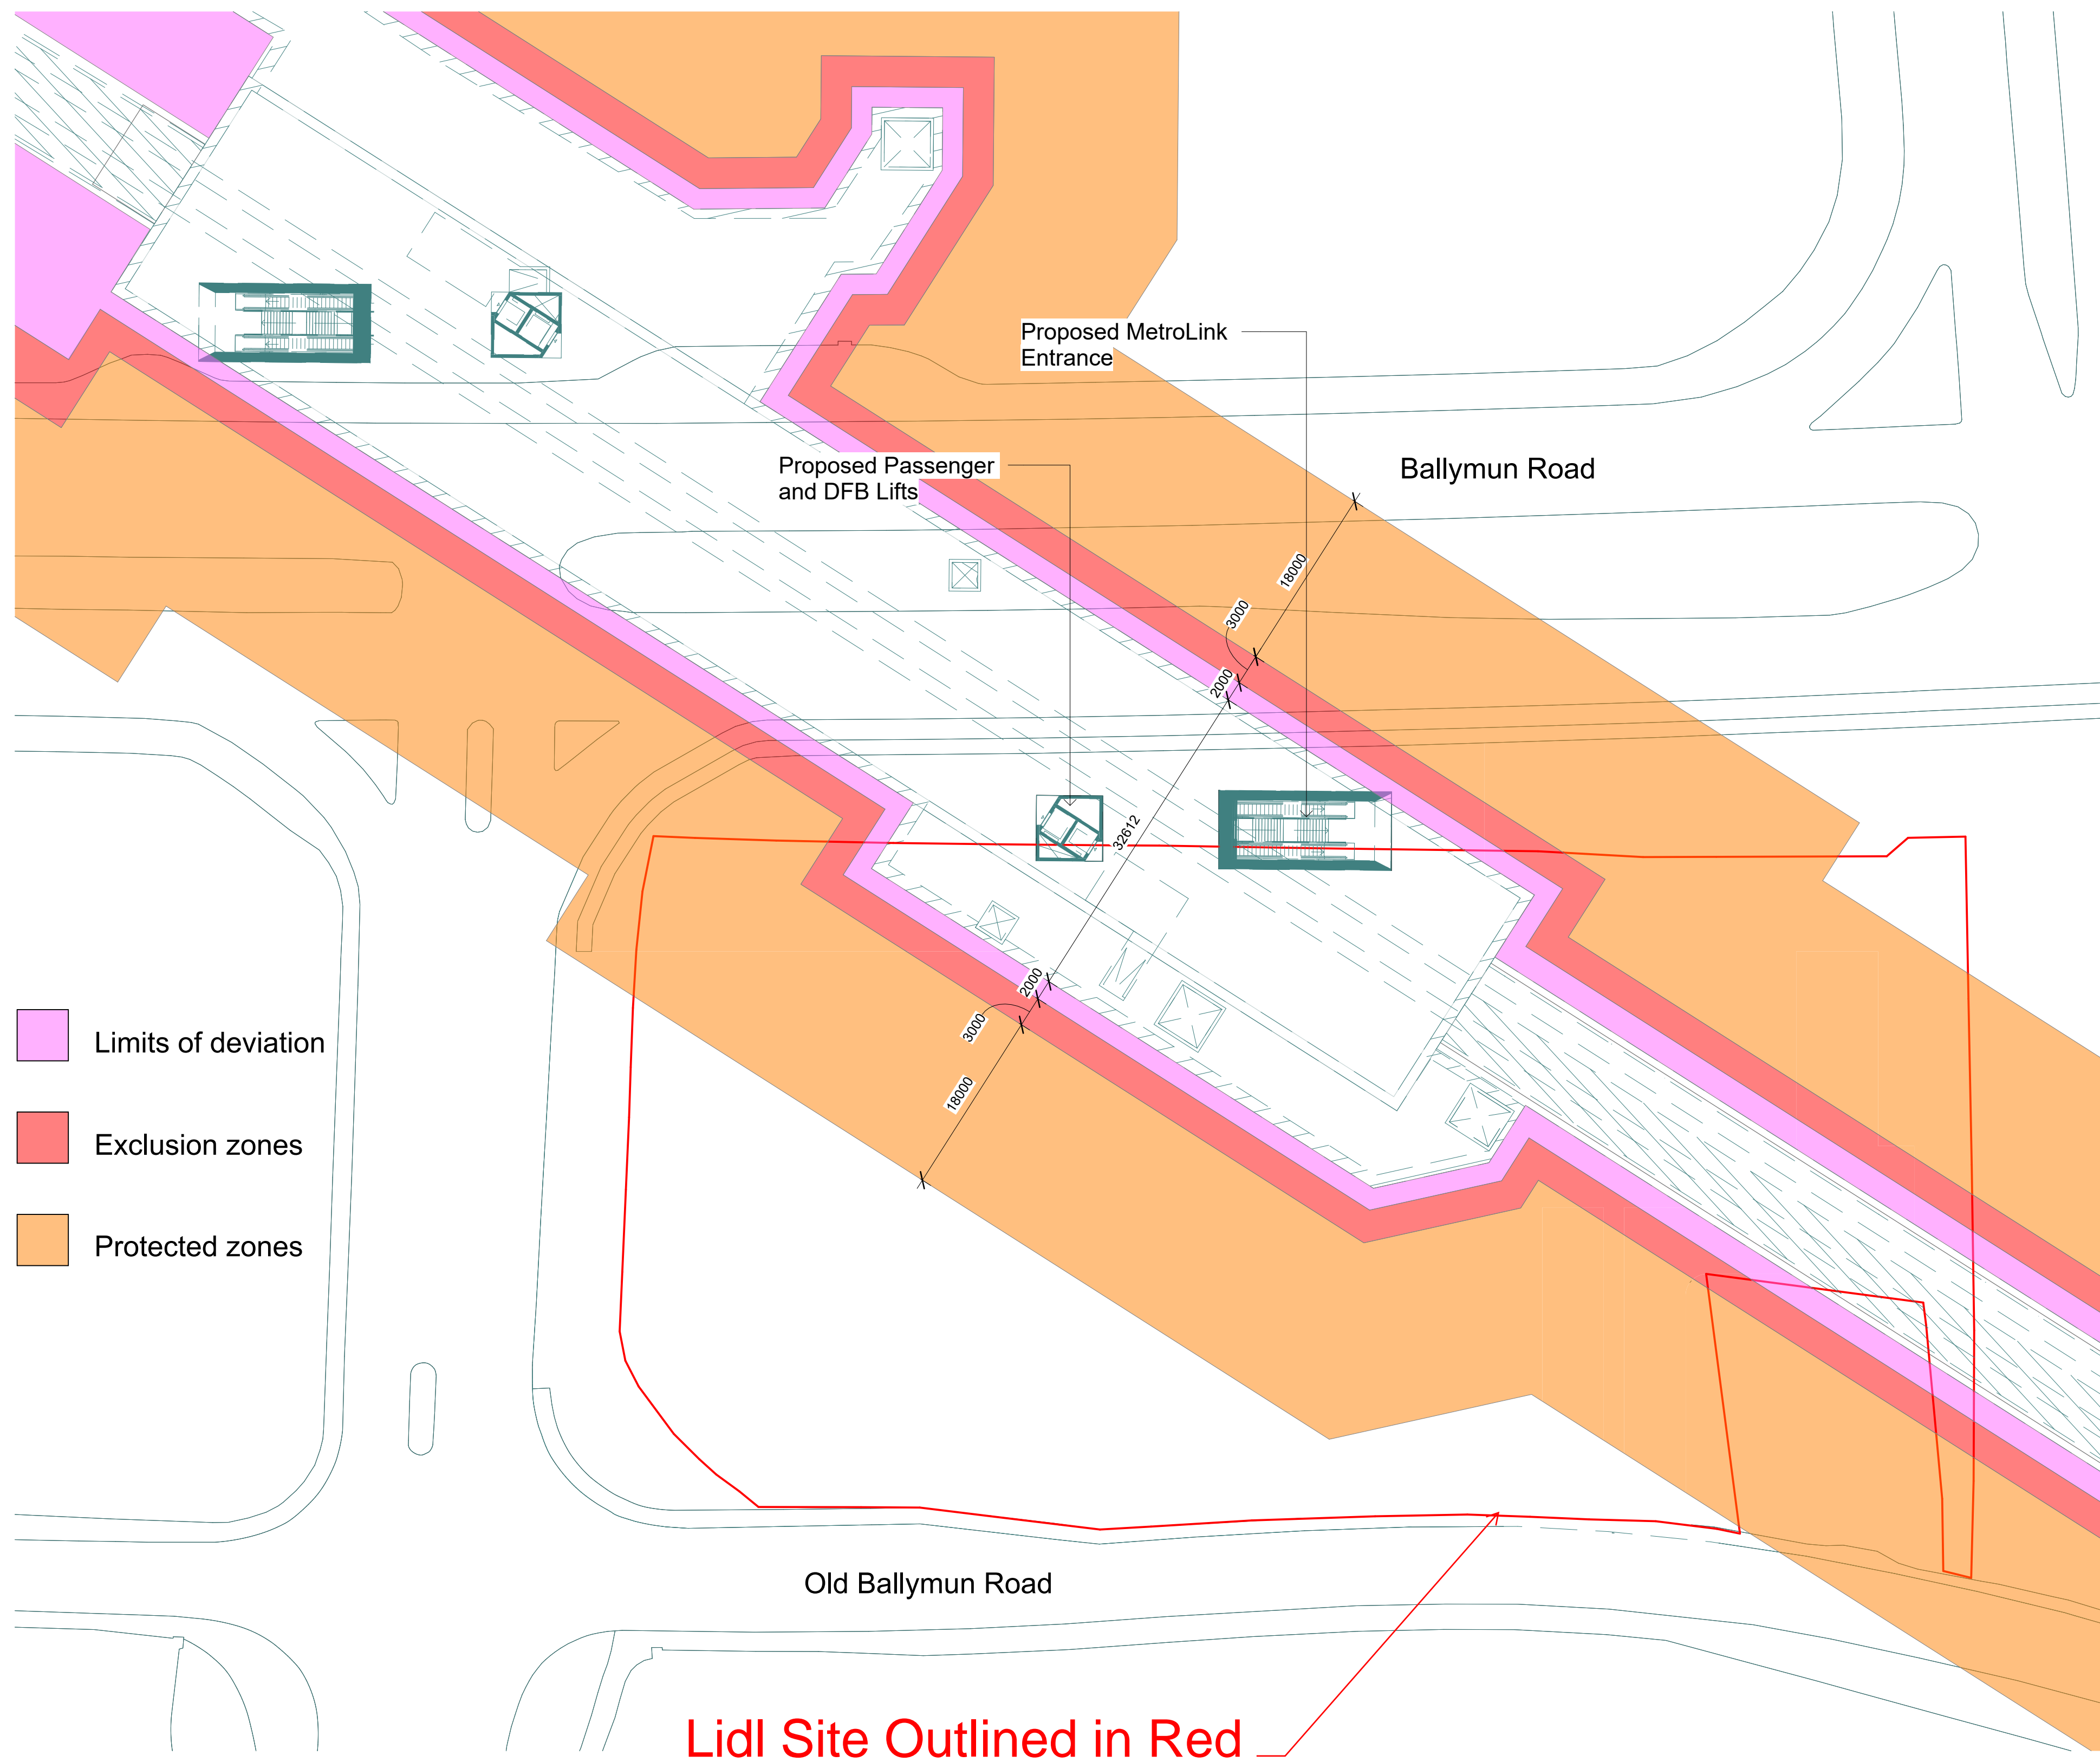 Proposed MetroLink
Entrance
Proposed Passenger
and DFB Lifts
Ballymun Road
18000
3000
2000
32612
2000
3000
18000
Limits of deviation
Exclusion zones
Protected zones
Old Ballymun Road
Lidl Site Outlined in Red